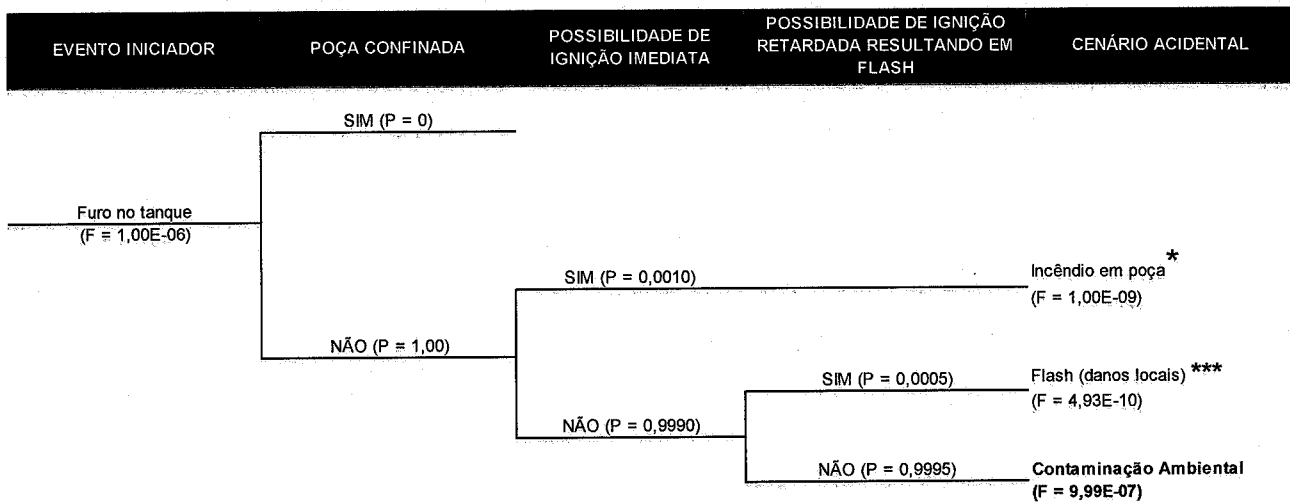 EVENTO INICIADOR
POÇA CONFINADA
POSSIBILIDADE DE
IGNIÇÃO IMEDIATA
POSSIBILIDADE DE IGNIÇÃO
RETARDADA RESULTANDO EM
FLASH
CENÁRIO ACIDENTAL
SIM (P = 0)
Furo no tanque
(F = 1,00E-06)
SIM (P = 0,0010)
Incêndio em poça *
(F = 1,00E-09)
NÃO (P = 1,00)
SIM (P = 0,0005)
Flash (danos locais) ***
(F = 4,93E-10)
NÃO (P = 0,9990)
NÃO (P = 0,9995)
Contaminação Ambiental
(F = 9,99E-07)